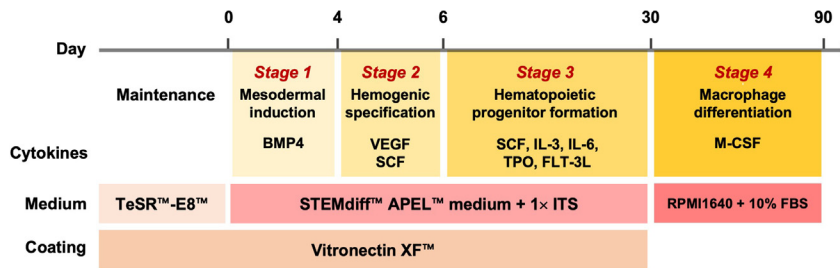 0 4 6 30 90
Day
Stage 1 Stage 2 Stage 3 Stage 4
Maintenance Mesodermal Hemogenic Hematopoietic Macrophage
induction specification progenitor formation differentiation
BMP4 VEGF SCF, IL-3, IL-6, M-CSF
Cytokines SCF TPO, FLT-3L
Medium TeSR™-E8™ STEMdiff™ APEL™ medium + 1× ITS RPMI1640 + 10% FBS
Coating Vitronectin XF™